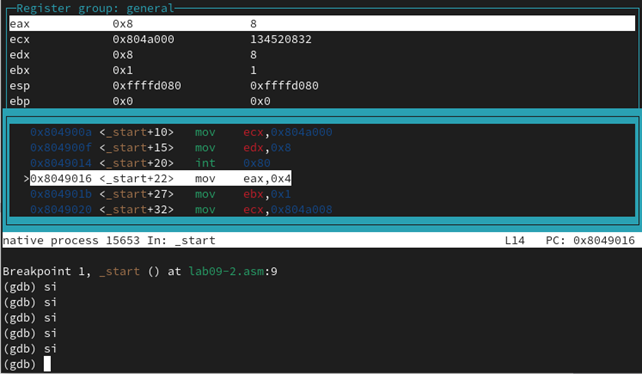 Register group: general
eax 0x8 8
ecx 0x804a000 134520832
edx 0x8 8
ebx 0x1 1
esp 0xffffd080 0xffffd080
ebp 0x0 0x0
0x804900a <_start+10> mov ecx,0x804a000
0x804900f <_start+15> mov edx,0x8
0x8049014 <_start+20> int 0x80
>0x8049016 <_start+22> mov eax,0x4
0x804901b <_start+27> mov ebx,0x1
0x8049020 <_start+32> mov ecx,0x804a008
native process 15653 In: _start L14 PC: 0x8049016
Breakpoint 1, _start () at lab09-2.asm:9
(gdb) si
(gdb) si
(gdb) si
(gdb) si
(gdb) si
(gdb)